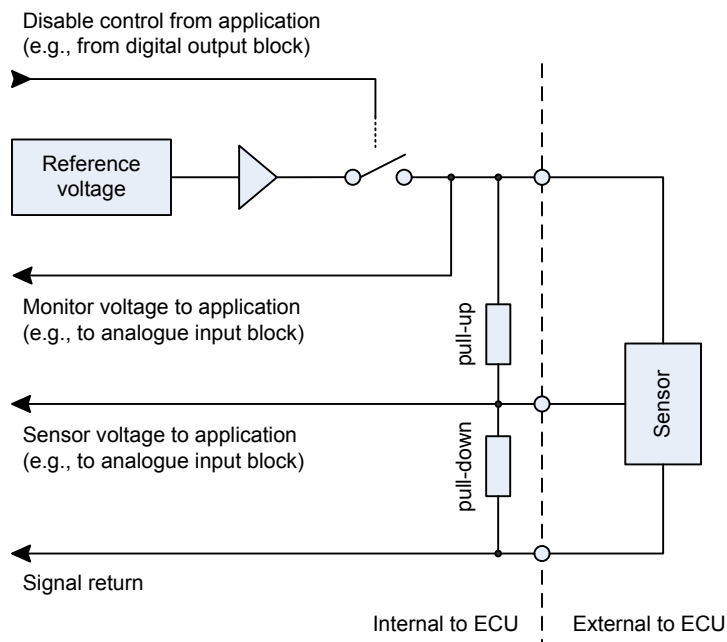 Disable control from application
(e.g., from digital output block)
Reference
voltage
Monitor voltage to application
(e.g., to analogue input block)
pull-up
Sensor
Sensor voltage to application
(e.g., to analogue input block)
pull-down
Signal return
Internal to ECU
External to ECU